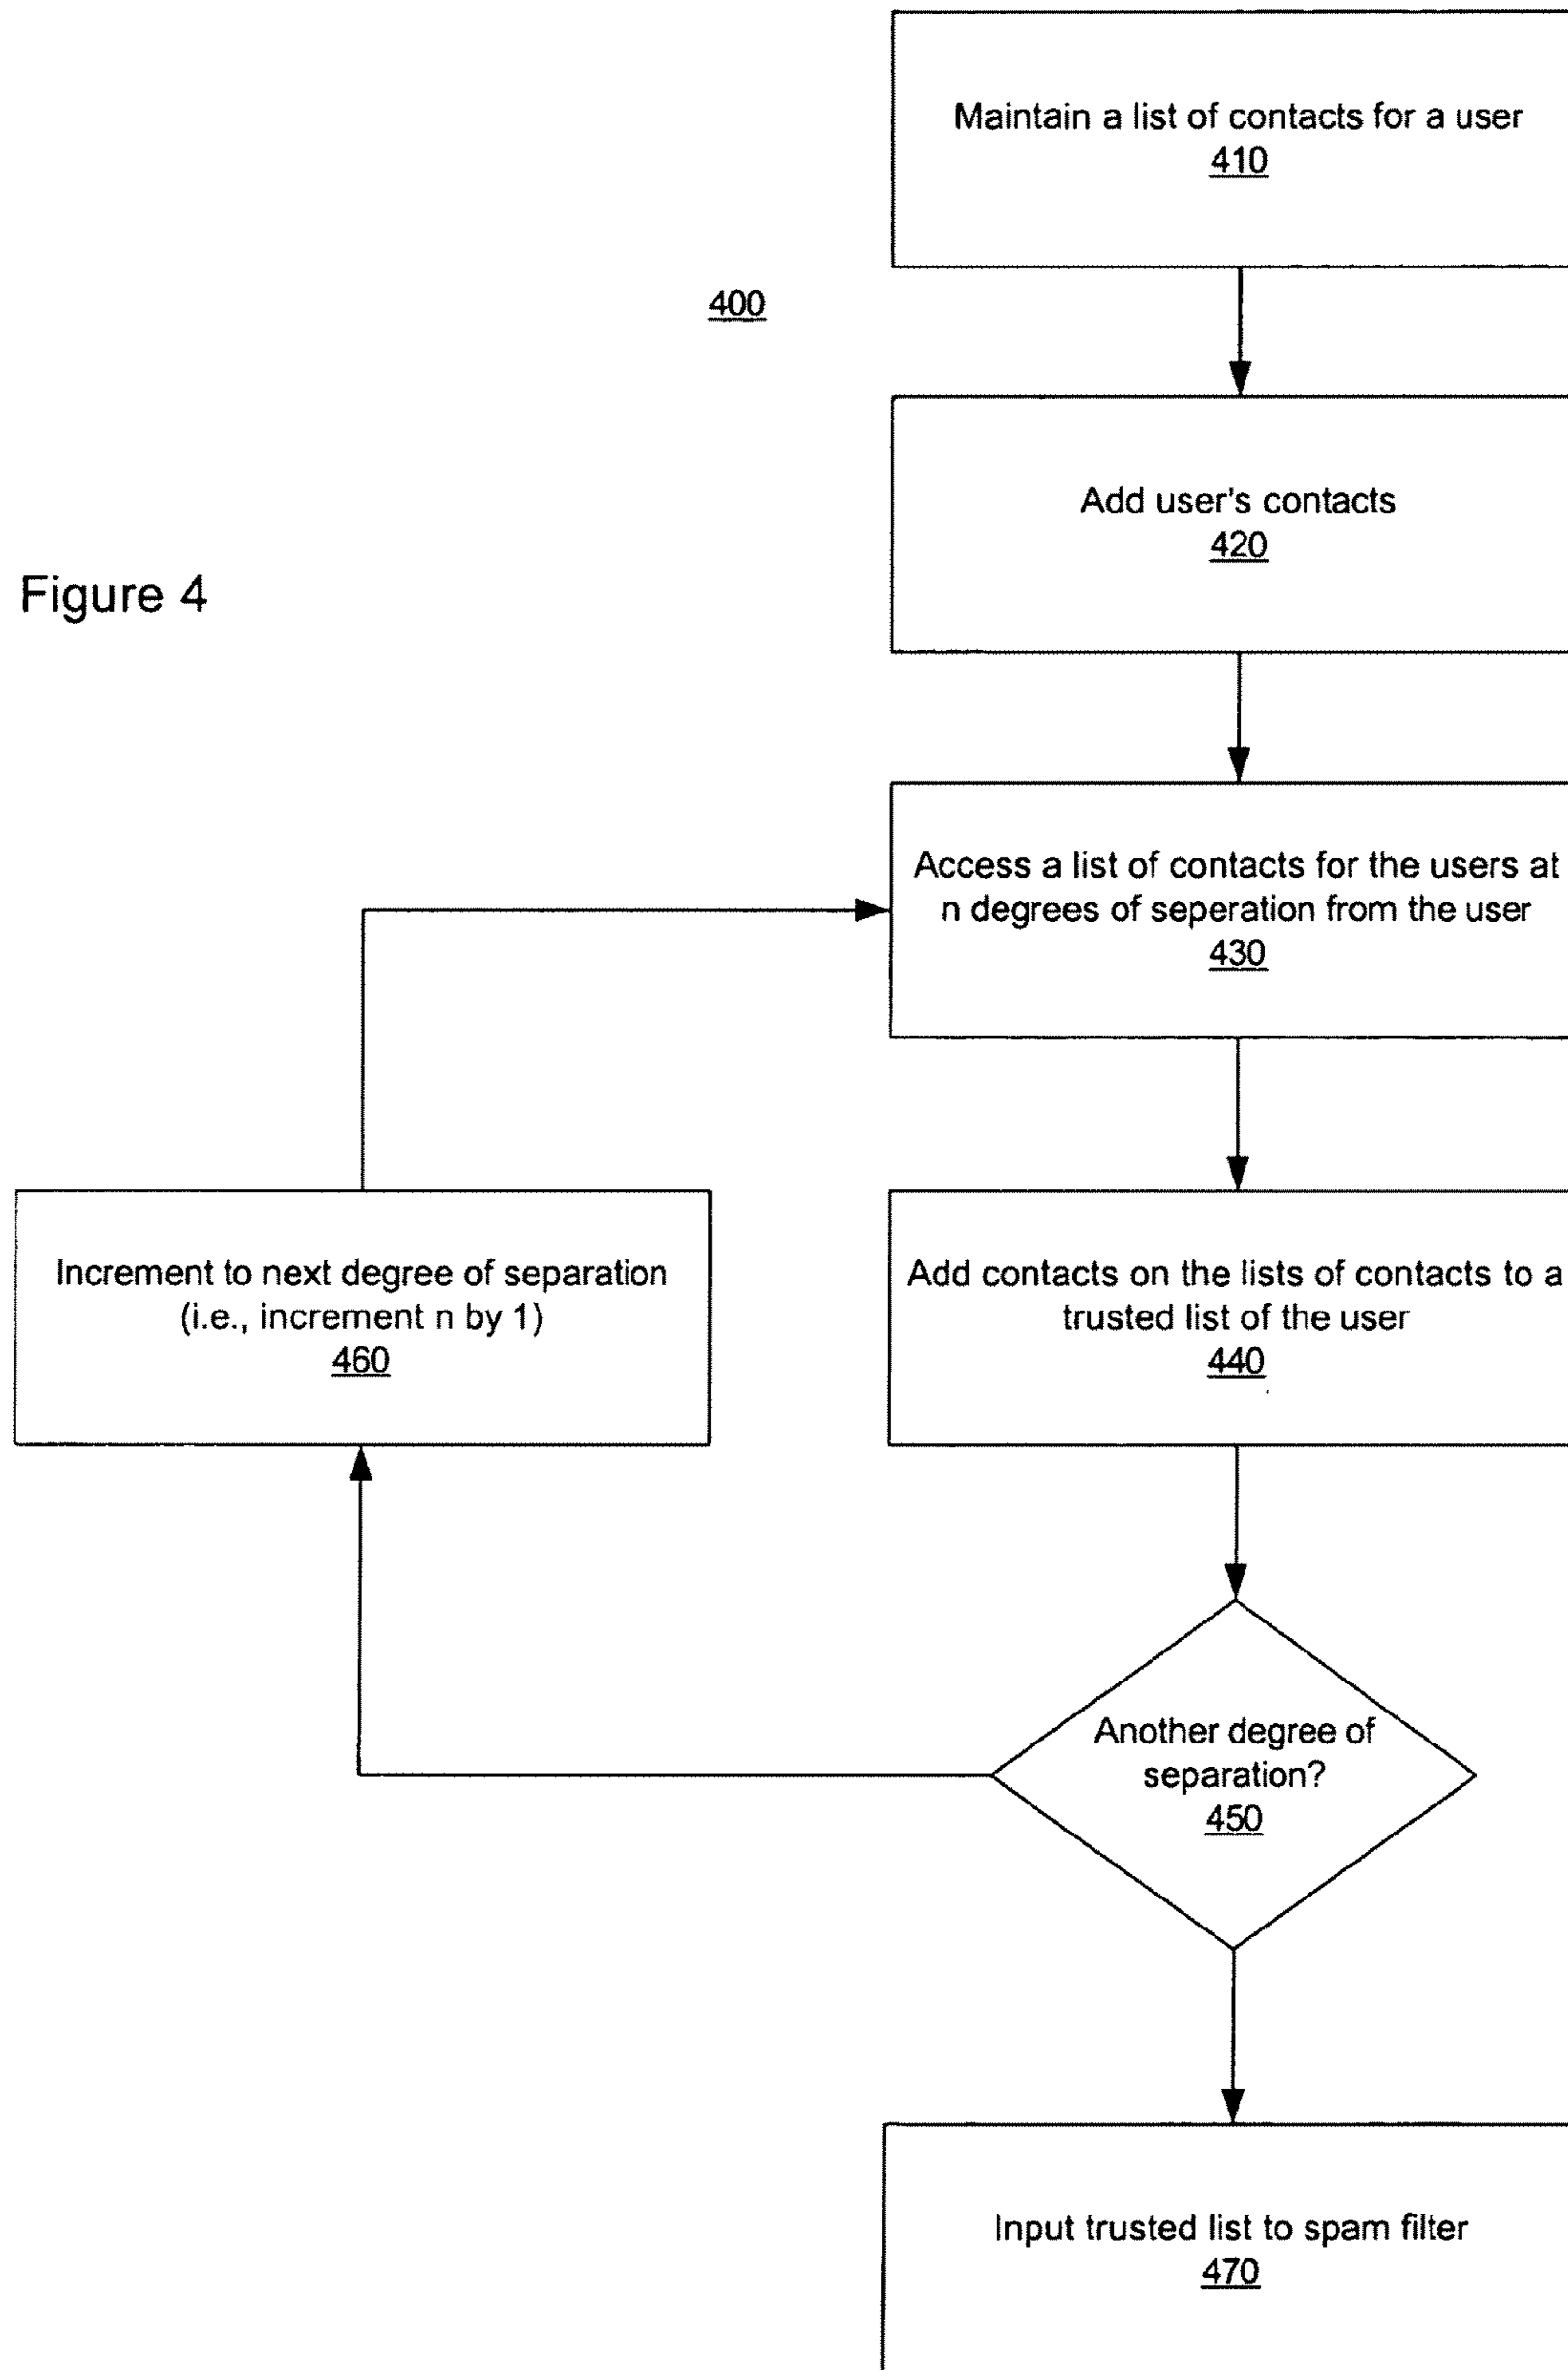 Maintain a list of contacts for a user
410
400
Add user's contacts
420
Figure 4
Access a list of contacts for the users at
n degrees of seperation from the user
430
Increment to next degree of separation
(i.e., increment n by 1)
460
Add contacts on the lists of contacts to a
trusted list of the user
440
Another degree of
separation?
450
Input trusted list to spam filter
470